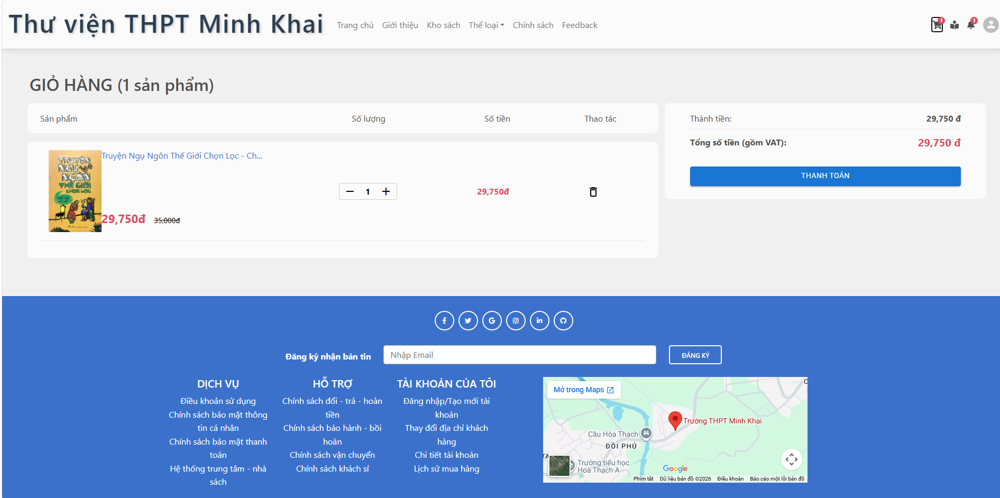 Thư viện THPT Minh Khai
Trang chủ
Giới thiệu
Kho sách
Thể loại
Chính sách
Feedback
1
1
GIỎ HÀNG (1 sản phẩm)
Sản phẩm
Số lượng
Số tiền
Thao tác
TRUYỆN
NGỤ
NGÔN
THẾ GIỚI
CHỌN LỌC
Truyện Ngụ Ngôn Thế Giới Chọn Lọc - Ch...
1
29,750đ
29,750đ
35,000đ
Thành tiền:
29,750 đ
Tổng số tiền (gồm VAT):
29,750 đ
THANH TOÁN
Đăng ký nhận bản tin
Nhập Email
ĐĂNG KÝ
DỊCH VỤ
Điều khoản sử dụng
Chính sách bảo mật thông
tin cá nhân
Chính sách bảo mật thanh
toán
Hệ thống trung tâm - nhà
sách
HỖ TRỢ
Chính sách đổi - trả - hoàn
tiền
Chính sách bảo hành - bồi
hoàn
Chính sách vận chuyển
Chính sách khách sỉ
TÀI KHOẢN CỦA TÔI
Đăng nhập/Tạo mới tài
khoản
Thay đổi địa chỉ khách
hàng
Chi tiết tài khoản
Lịch sử mua hàng
Mở trong Maps
Trường THPT Minh Khai
Cầu Hòa Thạch
ĐỒI PHỦ
Trường tiểu học
Hoà Thạch A
Google
Phím tắt
Dữ liệu bản đồ ©2026
Điều khoản
Báo cáo một lỗi bản đồ